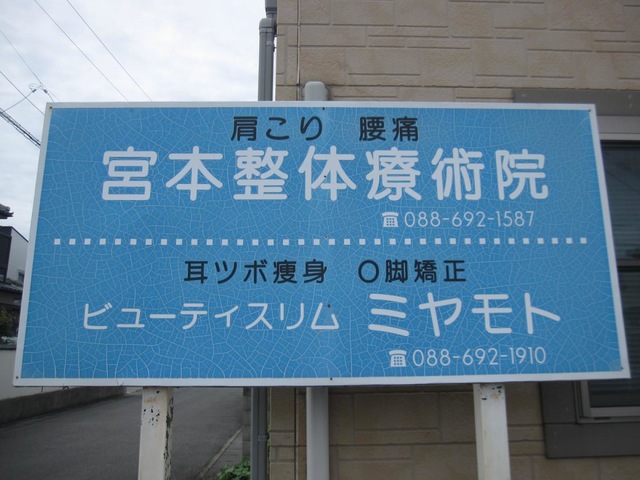 肩こり　腰痛
宮本整体療術院
☎088-692-1587
耳ツボ痩身　〇脚矯正
ビューティスリム ミヤモト
☎088-692-1910